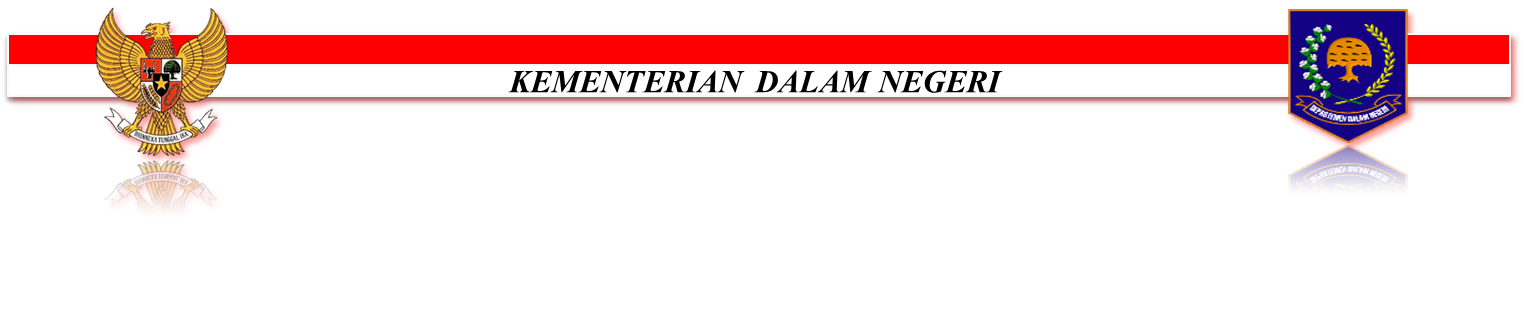 KEMENTERIAN DALAM NEGERI
BHINNEKA TUNGGAL IKA
DEPARTEMEN DALAM NEGERI